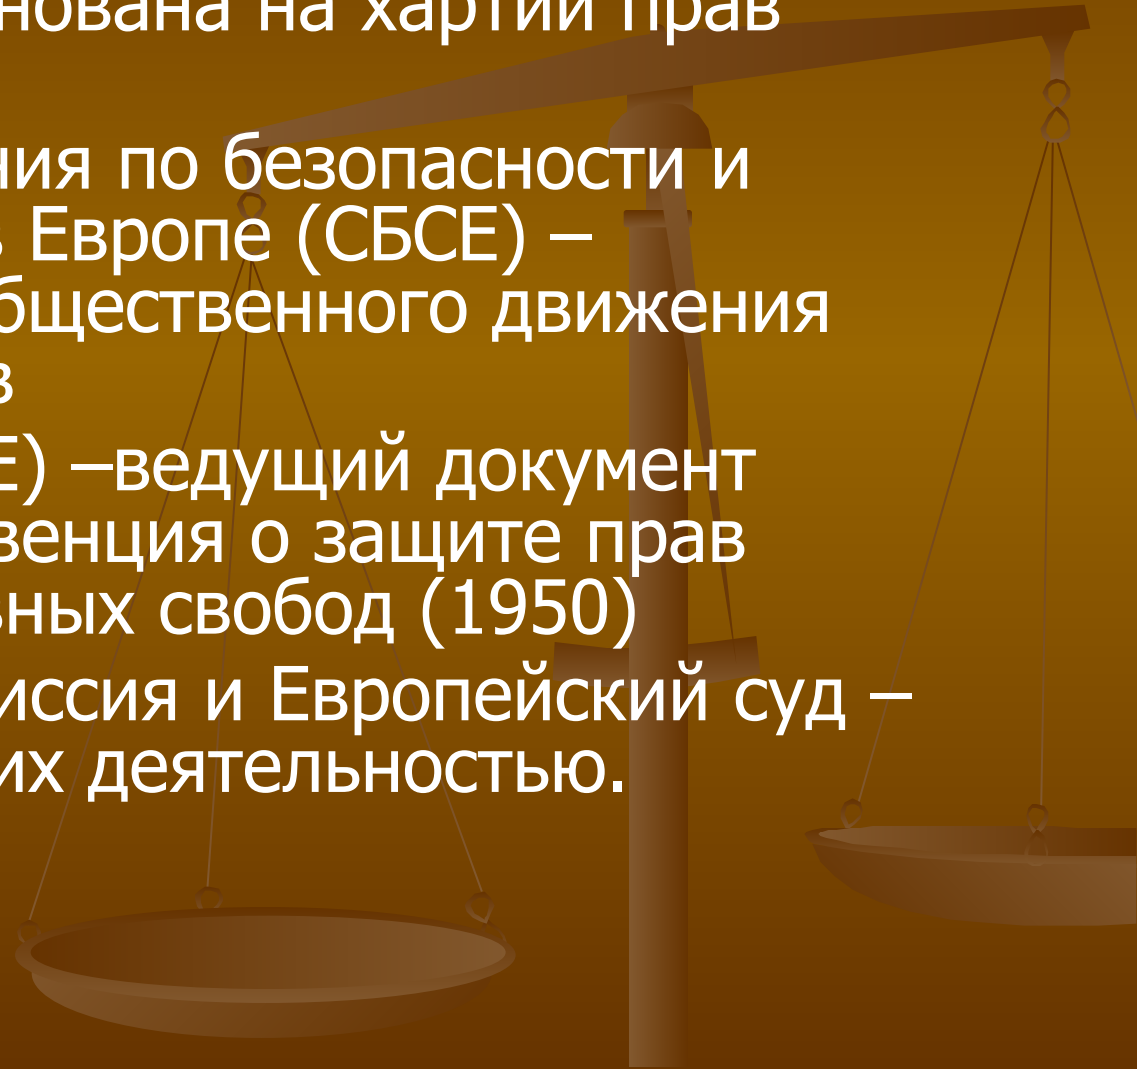 нована на хартии прав
ния по безопасности и
в Европе (СБСЕ) –
бщественного движения
в
Е) –ведущий документ
венция о защите прав
ьных свобод (1950)
иссия и Европейский суд –
их деятельностью.